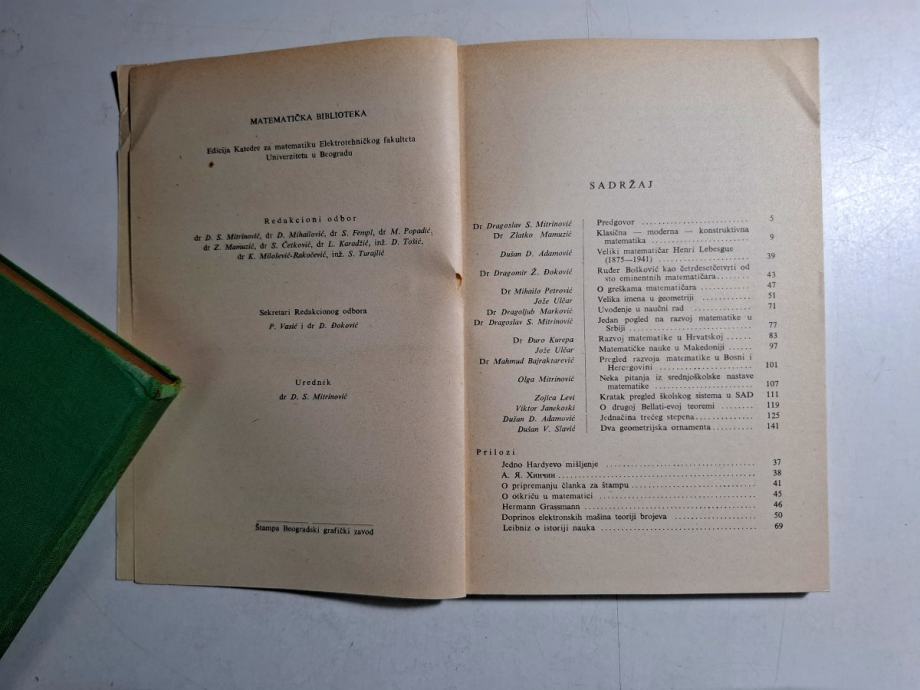 MATEMATIČKA BIBLIOTEKA
Edicija Katedre za matematiku Elektrotehničkog fakulteta
Univerziteta u Beogradu
Redakcioni odbor
dr D. S. Mitrinović, dr D. Mihailović, dr S. Fempl, dr M. Popadić,
dr Z. Mamuzić, dr S. Ćetković, dr L. Karadžić, inž. D. Tošić,
dr K. Milošević-Rakočević, inž. S. Turajlić
Sekretari Redakcionog odbora
P. Vasić i dr D. Đoković
Urednik
dr D. S. Mitrinović
Štampa Beogradski grafički zavod
SADRŽAJ
Dr Dragoslav S. Mitrinović Predgovor 5
Dr Zlatko Mamuzić Klasična — moderna — konstruktivna
matematika 9
Dušan D. Adamović Veliki matematičar Henri Lebesgue
(1875—1941) 39
Dr Dragomir Ž. Đoković Ruđer Bošković kao četrdesetčetvrti od
sto eminentnih matematičara 43
Dr Mihailo Petrović O greškama matematičara 47
Jože Ulčar Velika imena u geometriji 51
Dr Dragoljub Marković Uvođenje u naučni rad 71
Dr Dragoslav S. Mitrinović Jedan pogled na razvoj matematike u
Srbiji 77
Dr Đuro Kurepa Razvoj matematike u Hrvatskoj 83
Jože Ulčar Matematičke nauke u Makedoniji 97
Dr Mahmud Bajraktarević Pregled razvoja matematike u Bosni i
Hercegovini 101
Olga Mitrinović Neka pitanja iz srednjoškolske nastave
matematike 107
Zojica Levi Kratak pregled školskog sistema u SAD 111
Viktor Janekoski O drugoj Bellati-evoj teoremi 119
Dušan D. Adamović Jednačina trećeg stepena 125
Dušan V. Slavić Dva geometrijska ornamenta 141
Prilozi
Jedno Hardyevo mišljenje 37
А. Я. Хинчин 38
O pripremanju članka za štampu 41
O otkriću u matematici 45
Hermann Grassmann 46
Doprinos elektronskih mašina teoriji brojeva 50
Leibniz o istoriji nauka 69